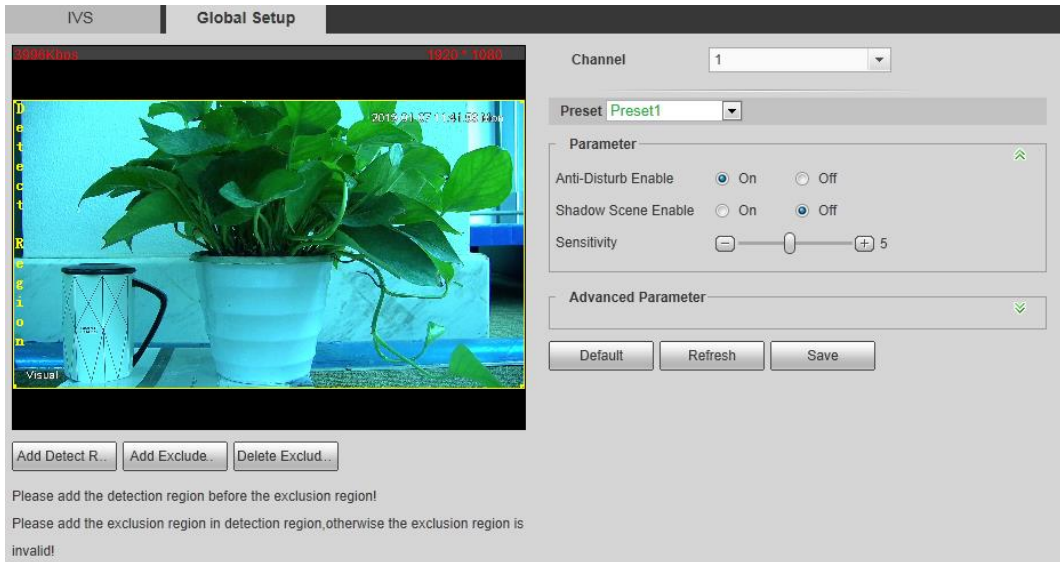 IVS
Global Setup
3996Kbps
1920 * 1080
Detect Region
Visual
Add Detect R..
Add Exclude..
Delete Exclud...
Please add the detection region before the exclusion region!
Please add the exclusion region in detection region,otherwise the exclusion region is
invalid!
Channel
1
Preset Preset1
Parameter
Anti-Disturb Enable On Off
Shadow Scene Enable On Off
Sensitivity 5
Advanced Parameter
Default Refresh Save